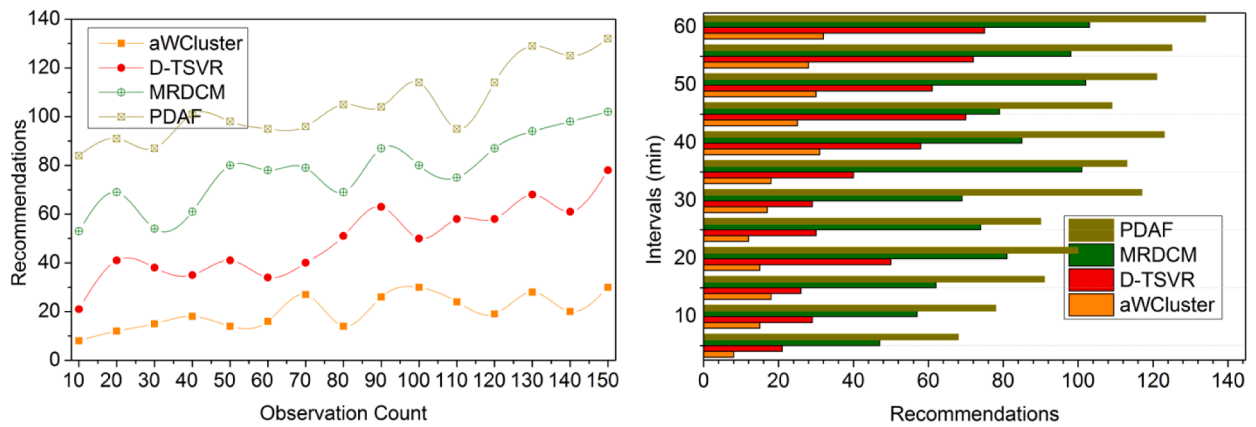 140
120
100
80
60
40
20
0
Recommendations
aWCluster
D-TSVR
MRDCM
PDAF
10 20 30 40 50 60 70 80 90 100 110 120 130 140 150
Observation Count
60
50
40
30
20
10
Intervals (min)
PDAF
MRDCM
D-TSVR
aWCluster
0 20 40 60 80 100 120 140
Recommendations